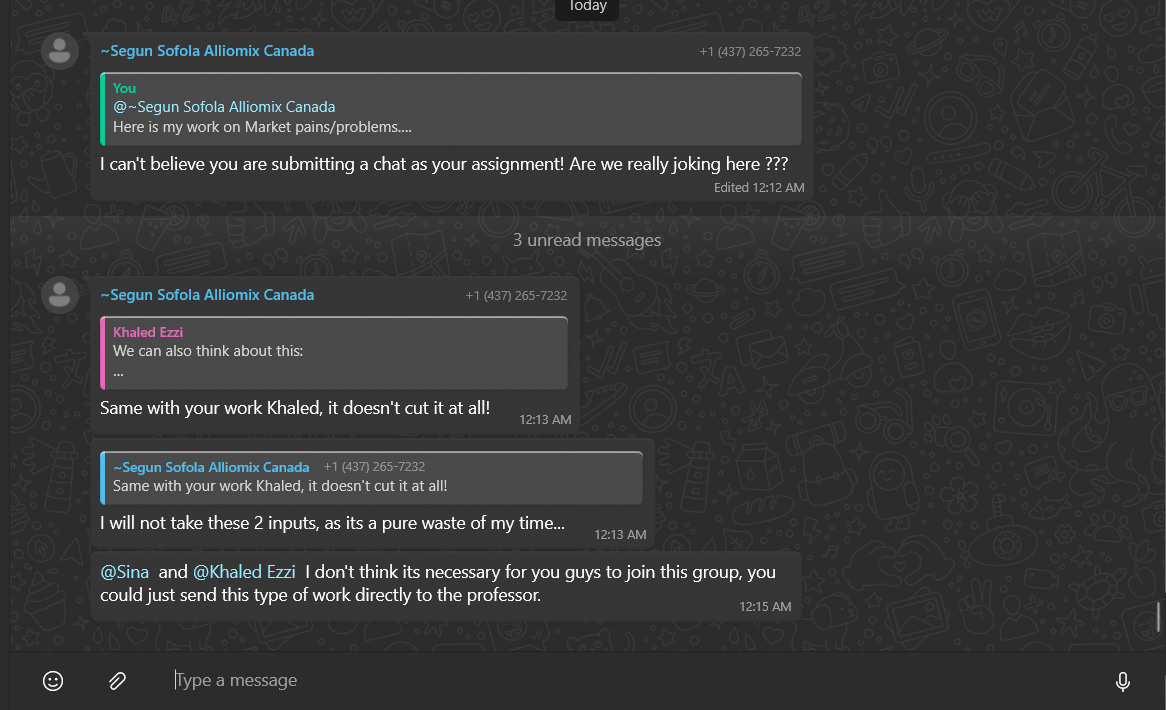 Today
~Segun Sofola Alliomix Canada +1 (437) 265-7232
You
@~Segun Sofola Alliomix Canada
Here is my work on Market pains/problems....
I can't believe you are submitting a chat as your assignment! Are we really joking here ???
Edited 12:12 AM
3 unread messages
~Segun Sofola Alliomix Canada +1 (437) 265-7232
Khaled Ezzi
We can also think about this:
...
Same with your work Khaled, it doesn't cut it at all!
12:13 AM
~Segun Sofola Alliomix Canada +1 (437) 265-7232
Same with your work Khaled, it doesn't cut it at all!
I will not take these 2 inputs, as its a pure waste of my time...
12:13 AM
@Sina and @Khaled Ezzi I don't think its necessary for you guys to join this group, you
could just send this type of work directly to the professor.
12:15 AM
Type a message